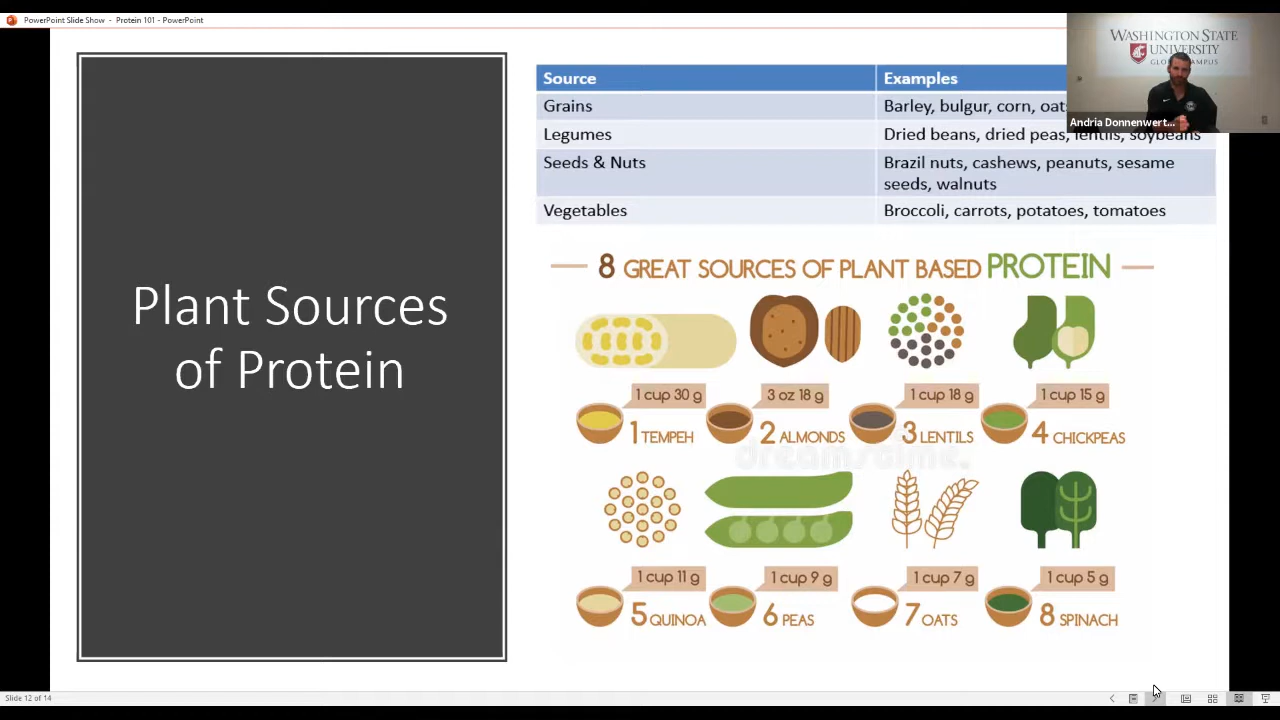 PowerPoint Slide Show - Protein 101 - PowerPoint
WASHINGTON STATE
UNIVERSITY
Andria Donnenwert...
Plant Sources
of Protein
Source Examples
Grains Barley, bulgur, corn, oats
Legumes Dried beans, dried peas, lentils, soybeans
Seeds & Nuts Brazil nuts, cashews, peanuts, sesame
seeds, walnuts
Vegetables Broccoli, carrots, potatoes, tomatoes
8 GREAT SOURCES OF PLANT BASED PROTEIN
1 cup 30 g 3 oz 18 g 1 cup 18 g 1 cup 15 g
1 TEMPEH 2 ALMONDS 3 LENTILS 4 CHICKPEAS
dreamstime.
1 cup 11 g 1 cup 9 g 1 cup 7 g 1 cup 5 g
5 QUINOA 6 PEAS 7 OATS 8 SPINACH
Slide 12 of 14